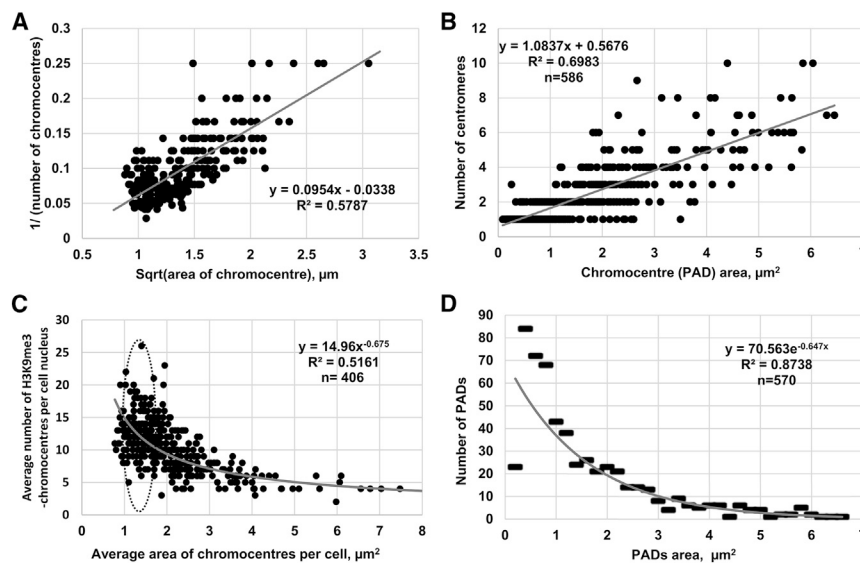 A
0.3
0.25
0.2
0.15
0.1
0.05
0
0.5
1
1.5
2
2.5
3
3.5
1/ (number of chromocentres)
Sqrt(area of chromocentre), µm
y = 0.0954x - 0.0338
R² = 0.5787
B
12
10
8
6
4
2
0
0
1
2
3
4
5
6
7
Number of centromeres
Chromocentre (PAD) area, µm²
y = 1.0837x + 0.5676
R² = 0.6983
n=586
C
30
25
20
15
10
5
0
0
1
2
3
4
5
6
7
8
Average number of H3K9me3
-chromocentres per cell nucleus
Average area of chromocentres per cell, µm²
y = 14.96x⁻⁰·⁶⁷⁵
R² = 0.5161
n= 406
D
90
80
70
60
50
40
30
20
10
0
0
1
2
3
4
5
6
7
Number of PADs
PADs area, µm²
y = 70.563e⁻⁰·⁶⁴⁷ˣ
R² = 0.8738
n=570